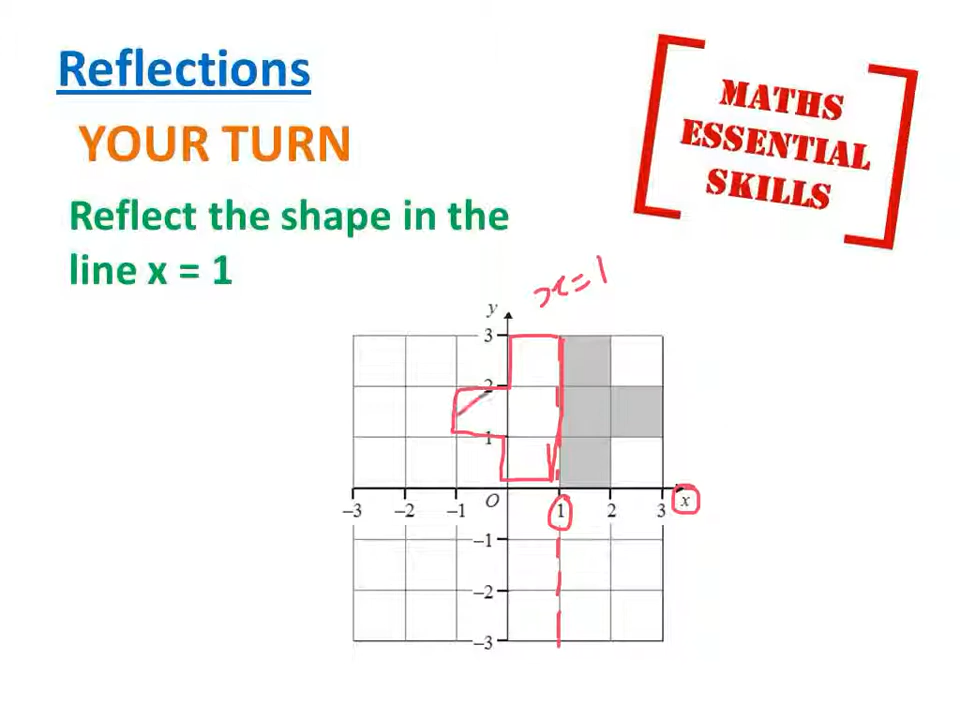 Reflections
YOUR TURN
MATHS
ESSENTIAL
SKILLS
Reflect the shape in the
line x = 1
x=1
y
3
2
1
O
–3 –2 –1 1 2 3 x
–1
–2
–3